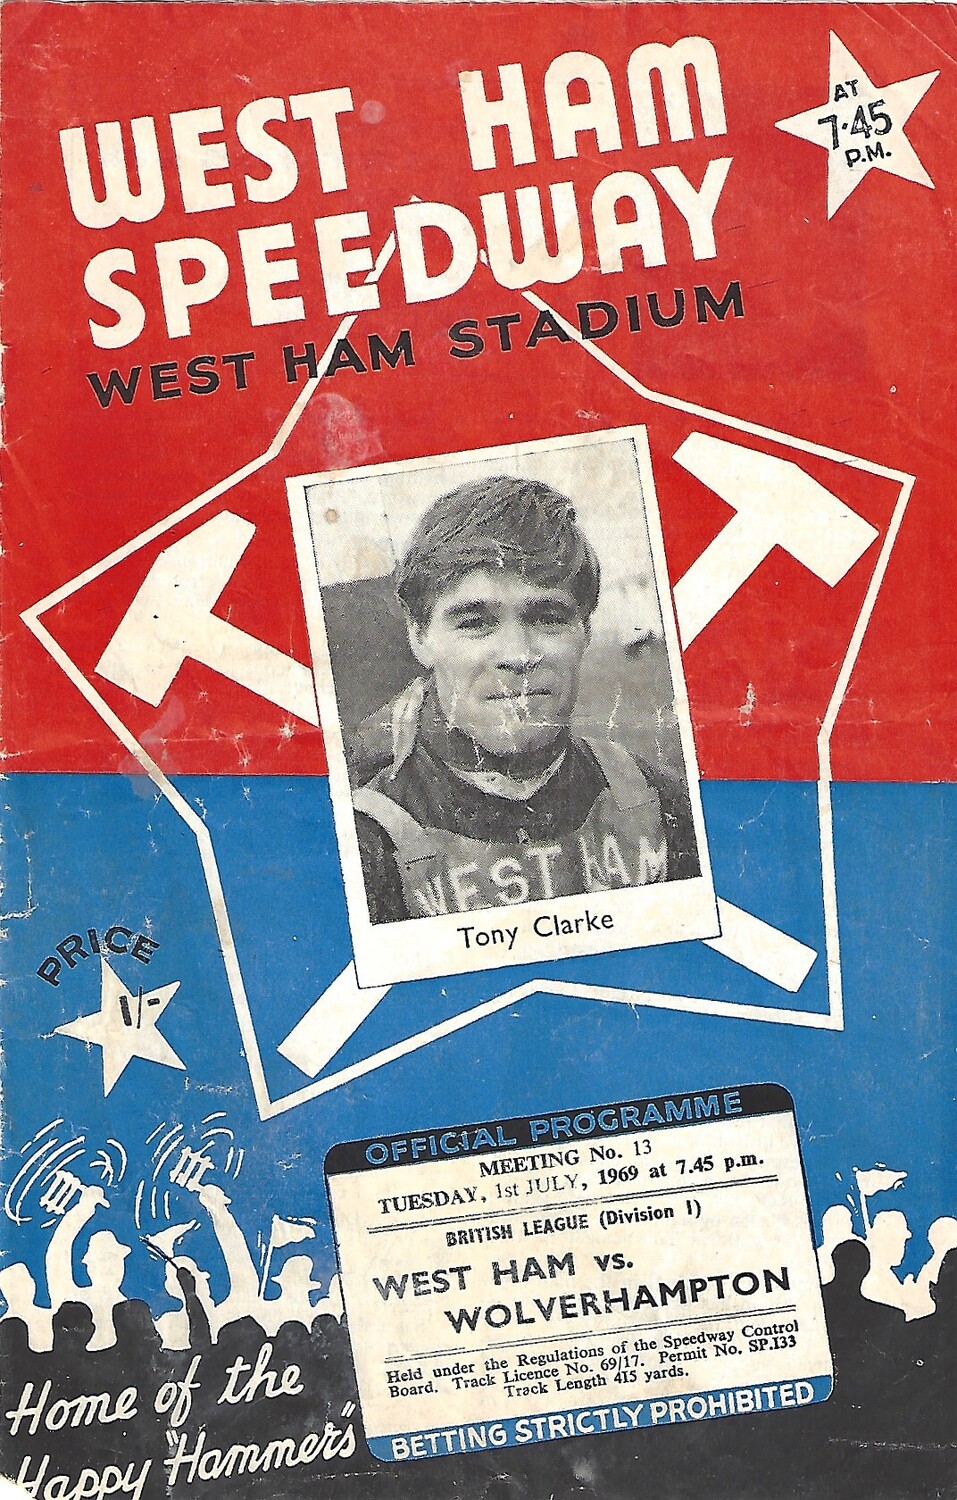 WEST HAM
SPEEDWAY
WEST HAM STADIUM
AT
7·45
P.M.
WEST HAM
Tony Clarke
PRICE
1/-
OFFICIAL PROGRAMME
MEETING No. 13
TUESDAY, 1st JULY, 1969 at 7.45 p.m.
BRITISH LEAGUE (Division 1)
WEST HAM vs.
WOLVERHAMPTON
Held under the Regulations of the Speedway Control
Board. Track Licence No. 69/17. Permit No. SP.133
Track Length 415 yards.
BETTING STRICTLY PROHIBITED
Home of the
Happy "Hammers"